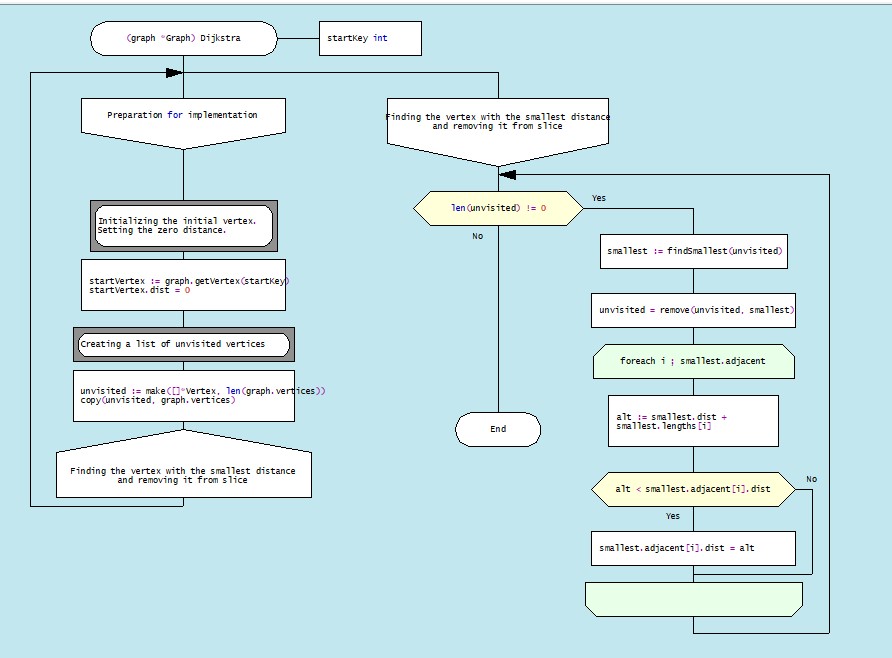 (graph *Graph) Dijkstra
startKey int
Preparation for implementation
Initializing the initial vertex.
Setting the zero distance.
startVertex := graph.getVertex(startKey)
startVertex.dist = 0
Creating a list of unvisited vertices
unvisited := make([]*Vertex, len(graph.vertices))
copy(unvisited, graph.vertices)
Finding the vertex with the smallest distance
and removing it from slice
Finding the vertex with the smallest distance
and removing it from slice
len(unvisited) != 0
Yes
No
End
smallest := findSmallest(unvisited)
unvisited = remove(unvisited, smallest)
foreach i ; smallest.adjacent
alt := smallest.dist +
smallest.lengths[i]
alt < smallest.adjacent[i].dist
No
Yes
smallest.adjacent[i].dist = alt